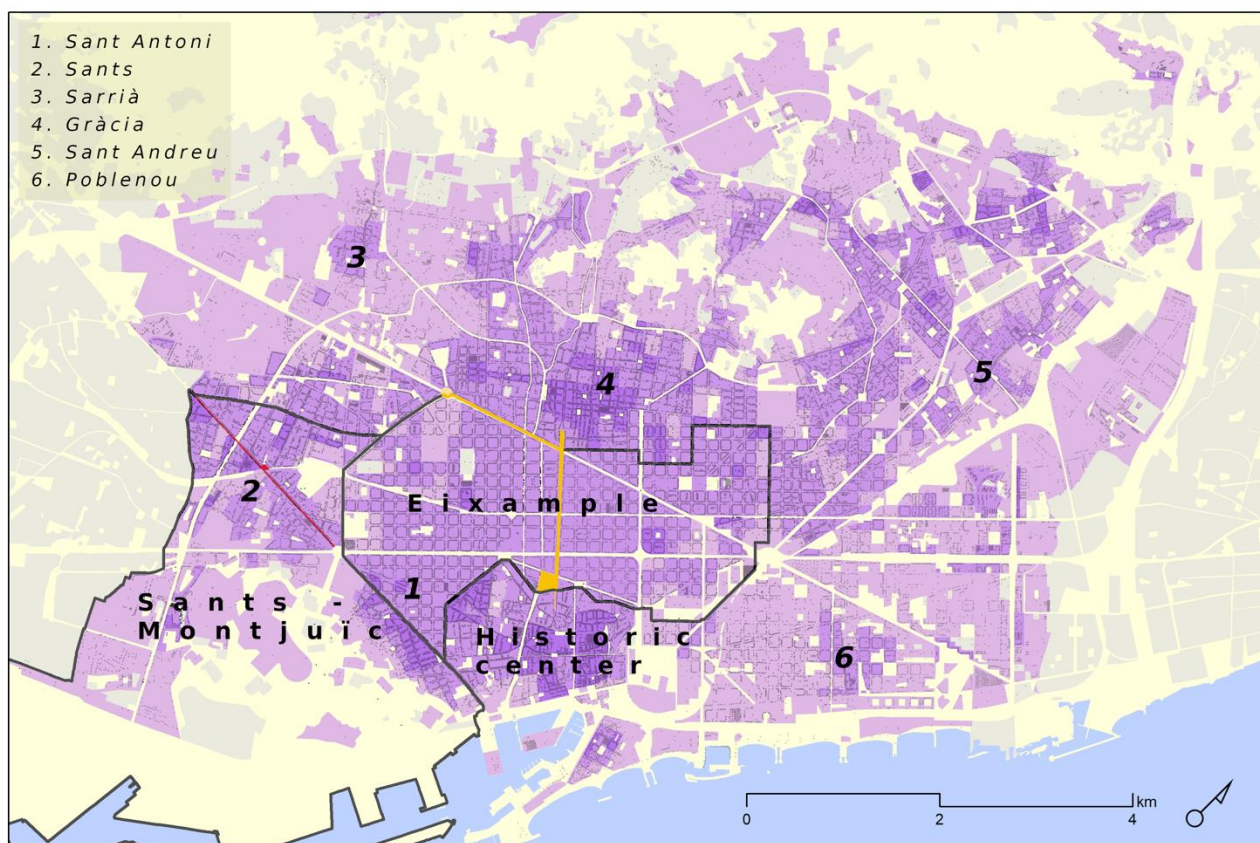 1. Sant Antoni
2. Sants
3. Sarrià
4. Gràcia
5. Sant Andreu
6. Poblenou
3
4
5
2
Eixample
1
Sants -
Montjuïc
Historic
center
6
km
0 2 4